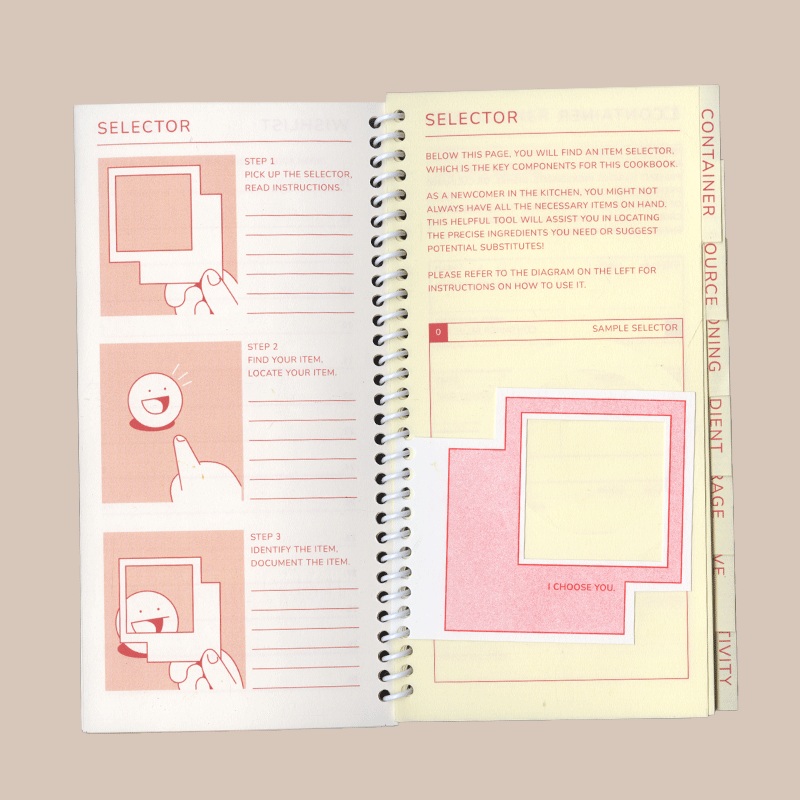 SELECTOR
STEP 1
PICK UP THE SELECTOR,
READ INSTRUCTIONS.
STEP 2
FIND YOUR ITEM,
LOCATE YOUR ITEM.
STEP 3
IDENTIFY THE ITEM,
DOCUMENT THE ITEM.
SELECTOR
BELOW THIS PAGE, YOU WILL FIND AN ITEM SELECTOR,
WHICH IS THE KEY COMPONENTS FOR THIS COOKBOOK.
AS A NEWCOMER IN THE KITCHEN, YOU MIGHT NOT
ALWAYS HAVE ALL THE NECESSARY ITEMS ON HAND.
THIS HELPFUL TOOL WILL ASSIST YOU IN LOCATING
THE PRECISE INGREDIENTS YOU NEED OR SUGGEST
POTENTIAL SUBSTITUTES!
PLEASE REFER TO THE DIAGRAM ON THE LEFT FOR
INSTRUCTIONS ON HOW TO USE IT.
0 SAMPLE SELECTOR
I CHOOSE YOU.
CONTAINER
OURCE
ONING
DIENT
RAGE
VE
TIVITY